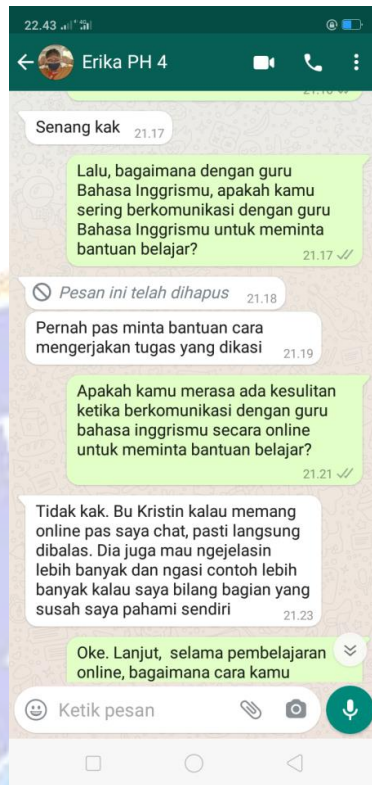 22.43
Erika PH 4
Senang kak 21.17
Lalu, bagaimana dengan guru
Bahasa Inggrismu, apakah kamu
sering berkomunikasi dengan guru
Bahasa Inggrismu untuk meminta
bantuan belajar? 21.17
Pesan ini telah dihapus 21.18
Pernah pas minta bantuan cara
mengerjakan tugas yang dikasi 21.19
Apakah kamu merasa ada kesulitan
ketika berkomunikasi dengan guru
bahasa inggrismu secara online
untuk meminta bantuan belajar?
21.21
Tidak kak. Bu Kristin kalau memang
online pas saya chat, pasti langsung
dibalas. Dia juga mau ngejelasin
lebih banyak dan ngasi contoh lebih
banyak kalau saya bilang bagian yang
susah saya pahami sendiri 21.23
Oke. Lanjut, selama pembelajaran
online, bagaimana cara kamu
Ketik pesan